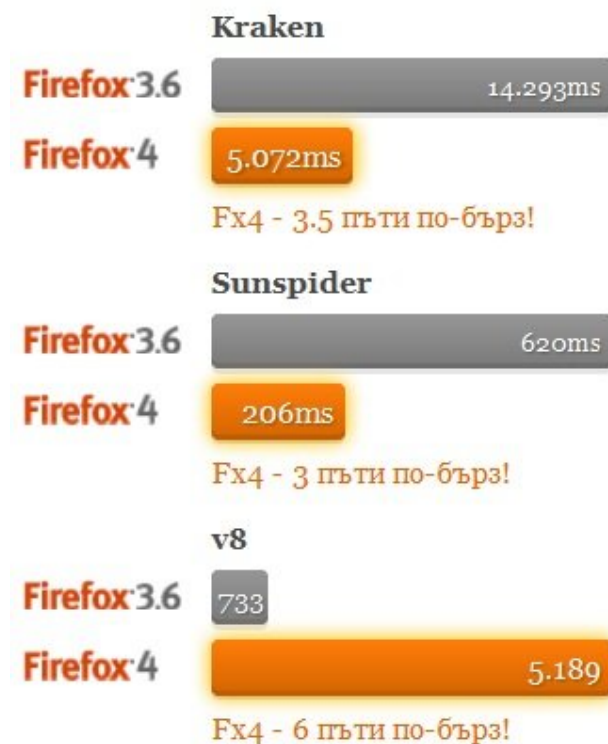 Kraken
Firefox 3.6 14.293ms
Firefox 4 5.072ms
Fx4 - 3.5 пъти по-бърз!
Sunspider
Firefox 3.6 620ms
Firefox 4 206ms
Fx4 - 3 пъти по-бърз!
v8
Firefox 3.6 733
Firefox 4 5.189
Fx4 - 6 пъти по-бърз!